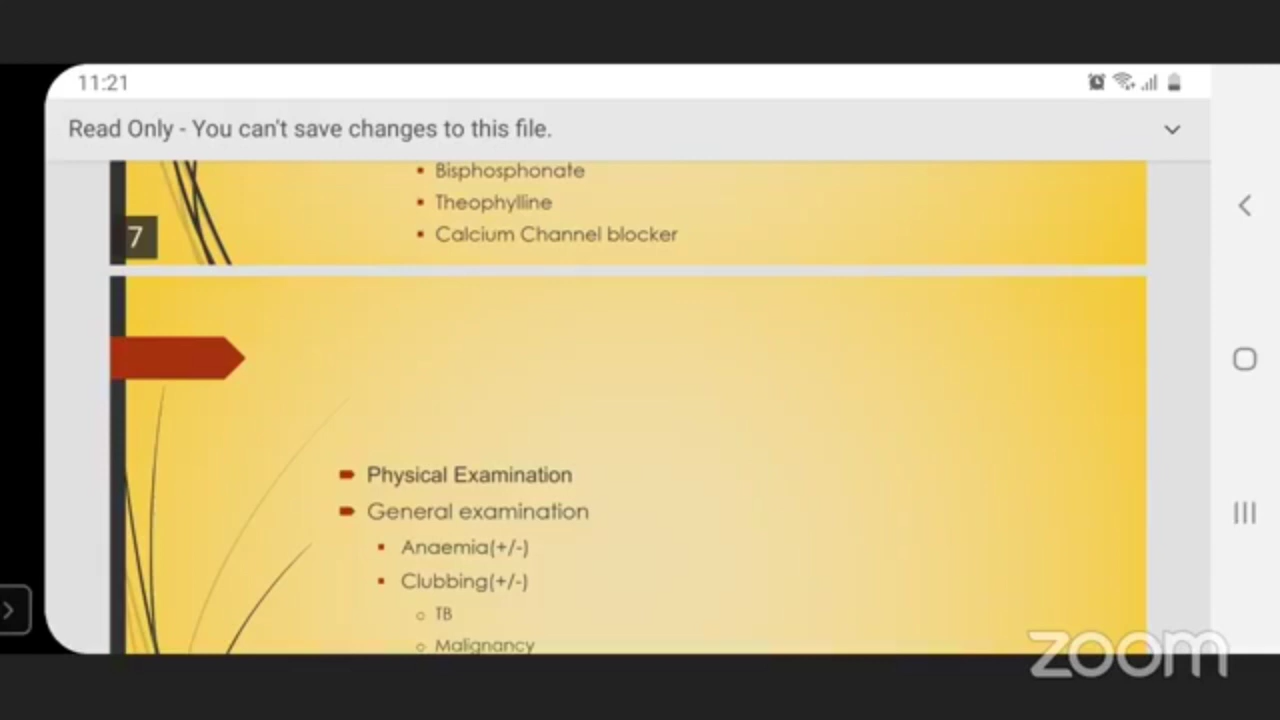 11:21
Read Only - You can't save changes to this file.
Bisphosphonate
Theophylline
Calcium Channel blocker
7
Physical Examination
General examination
Anaemia(+/-)
Clubbing(+/-)
TB
Malignancy
zoom